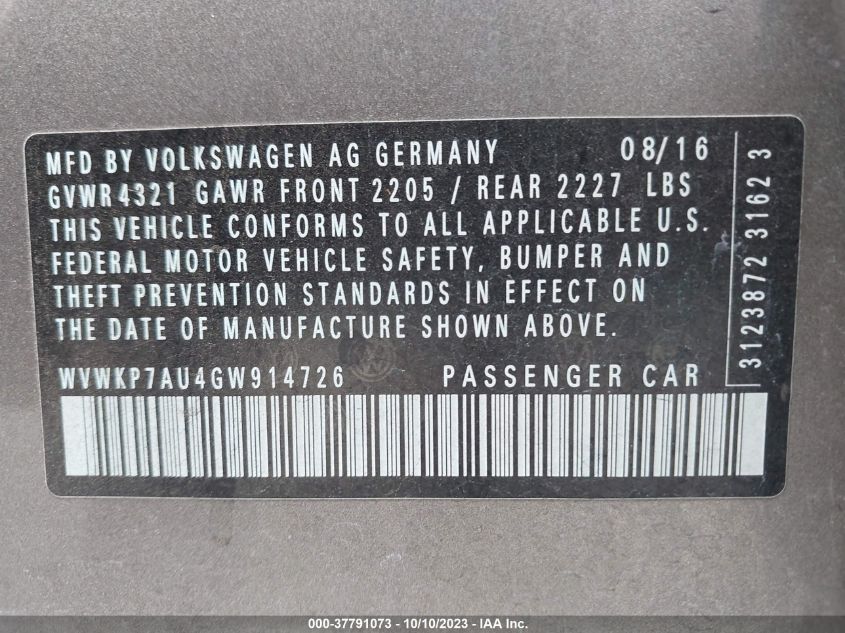 MFD BY VOLKSWAGEN AG GERMANY 08/16
GVWR 4321 GAWR FRONT 2205 / REAR 2227 LBS
THIS VEHICLE CONFORMS TO ALL APPLICABLE U.S.
FEDERAL MOTOR VEHICLE SAFETY, BUMPER AND
THEFT PREVENTION STANDARDS IN EFFECT ON
THE DATE OF MANUFACTURE SHOWN ABOVE.
WVWKP7AU4GW914726 PASSENGER CAR
3123872 3162 3
000-37791073 - 10/10/2023 - IAA Inc.